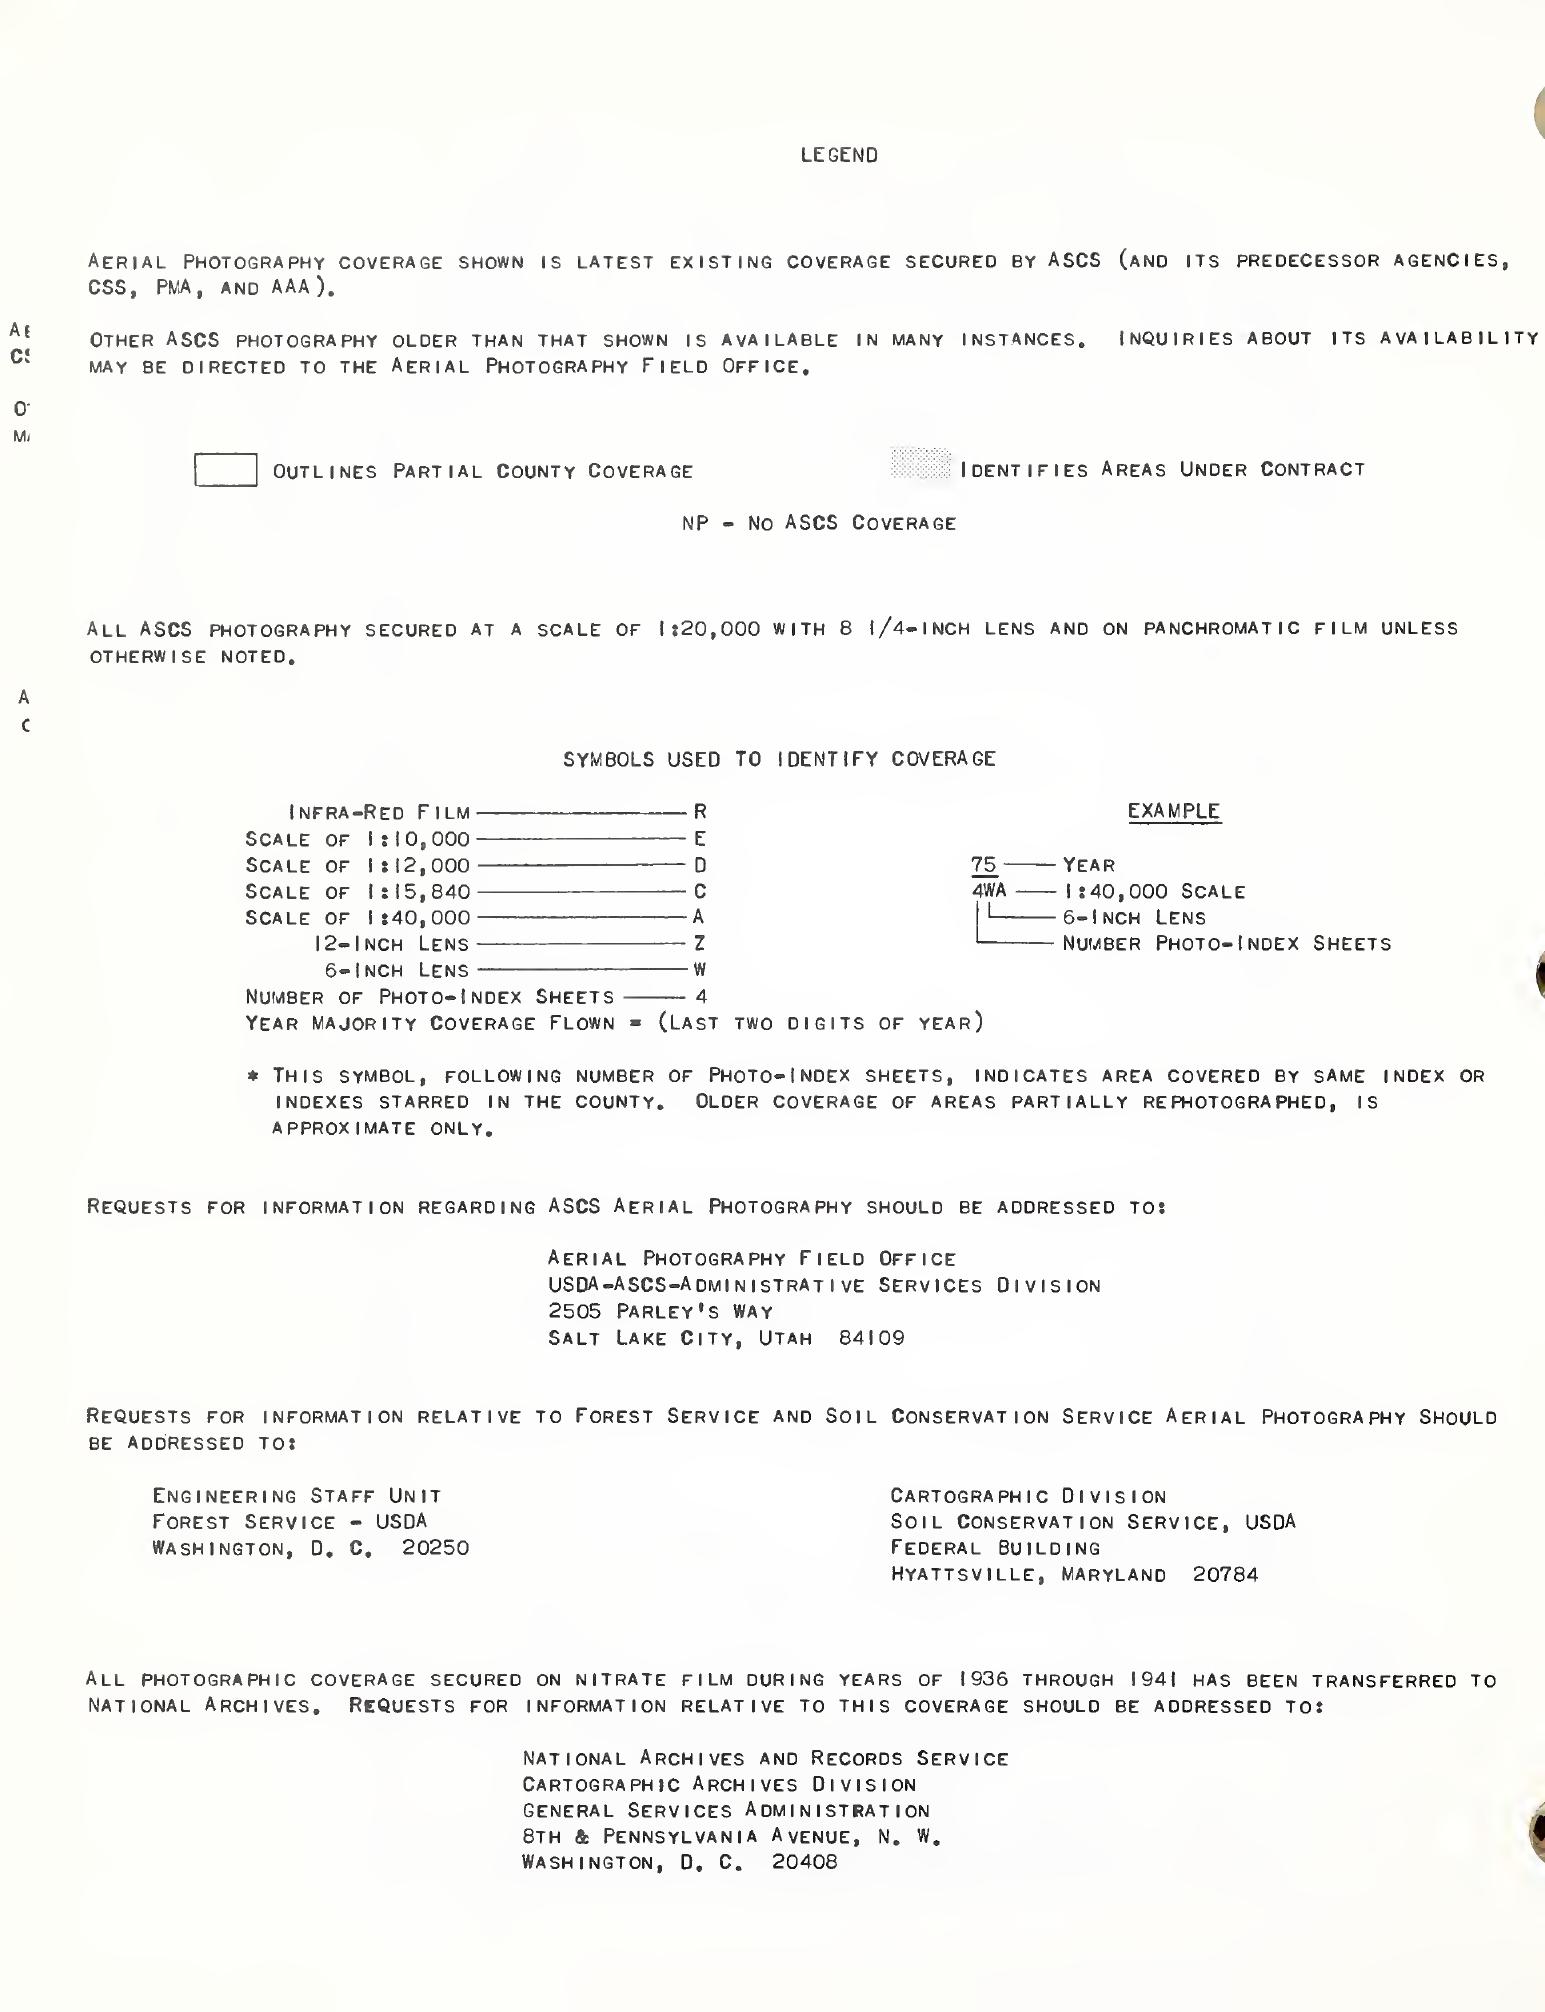 LEGEND
AERIAL PHOTOGRAPHY COVERAGE SHOWN IS LATEST EXISTING COVERAGE SECURED BY ASCS (AND ITS PREDECESSOR AGENCIES,
CSS, PMA, AND AAA).
OTHER ASCS PHOTOGRAPHY OLDER THAN THAT SHOWN IS AVAILABLE IN MANY INSTANCES. INQUIRIES ABOUT ITS AVAILABILITY
MAY BE DIRECTED TO THE AERIAL PHOTOGRAPHY FIELD OFFICE.
OUTLINES PARTIAL COUNTY COVERAGE
IDENTIFIES AREAS UNDER CONTRACT
NP - NO ASCS COVERAGE
ALL ASCS PHOTOGRAPHY SECURED AT A SCALE OF 1:20,000 WITH 8 1/4-INCH LENS AND ON PANCHROMATIC FILM UNLESS
OTHERWISE NOTED.
SYMBOLS USED TO IDENTIFY COVERAGE
INFRA-RED FILM R
SCALE OF 1:10,000 E
SCALE OF 1:12,000 D
SCALE OF 1:15,840 C
SCALE OF 1:40,000 A
12-INCH LENS Z
6-INCH LENS W
NUMBER OF PHOTO-INDEX SHEETS 4
YEAR MAJORITY COVERAGE FLOWN = (LAST TWO DIGITS OF YEAR)
EXAMPLE
75 YEAR
4WA 1:40,000 SCALE
6-INCH LENS
NUMBER PHOTO-INDEX SHEETS
* THIS SYMBOL, FOLLOWING NUMBER OF PHOTO-INDEX SHEETS, INDICATES AREA COVERED BY SAME INDEX OR
INDEXES STARRED IN THE COUNTY. OLDER COVERAGE OF AREAS PARTIALLY REPHOTOGRAPHED, IS
APPROXIMATE ONLY.
REQUESTS FOR INFORMATION REGARDING ASCS AERIAL PHOTOGRAPHY SHOULD BE ADDRESSED TO:
AERIAL PHOTOGRAPHY FIELD OFFICE
USDA-ASCS-ADMINISTRATIVE SERVICES DIVISION
2505 PARLEY'S WAY
SALT LAKE CITY, UTAH 84109
REQUESTS FOR INFORMATION RELATIVE TO FOREST SERVICE AND SOIL CONSERVATION SERVICE AERIAL PHOTOGRAPHY SHOULD
BE ADDRESSED TO:
ENGINEERING STAFF UNIT
FOREST SERVICE - USDA
WASHINGTON, D. C. 20250
CARTOGRAPHIC DIVISION
SOIL CONSERVATION SERVICE, USDA
FEDERAL BUILDING
HYATTSVILLE, MARYLAND 20784
ALL PHOTOGRAPHIC COVERAGE SECURED ON NITRATE FILM DURING YEARS OF 1936 THROUGH 1941 HAS BEEN TRANSFERRED TO
NATIONAL ARCHIVES. REQUESTS FOR INFORMATION RELATIVE TO THIS COVERAGE SHOULD BE ADDRESSED TO:
NATIONAL ARCHIVES AND RECORDS SERVICE
CARTOGRAPHIC ARCHIVES DIVISION
GENERAL SERVICES ADMINISTRATION
8TH & PENNSYLVANIA AVENUE, N. W.
WASHINGTON, D. C. 20408